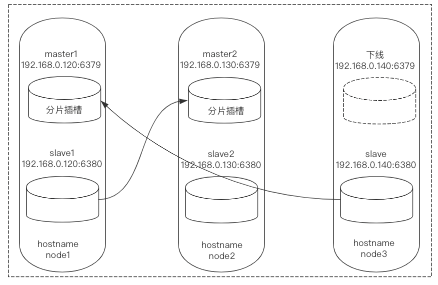 master1
192.168.0.120:6379
分片插槽
slave1
192.168.0.120:6380
hostname
node1
master2
192.168.0.130:6379
分片插槽
slave2
192.168.0.130:6380
hostname
node2
下线
192.168.0.140:6379
slave
192.168.0.140:6380
hostname
node3